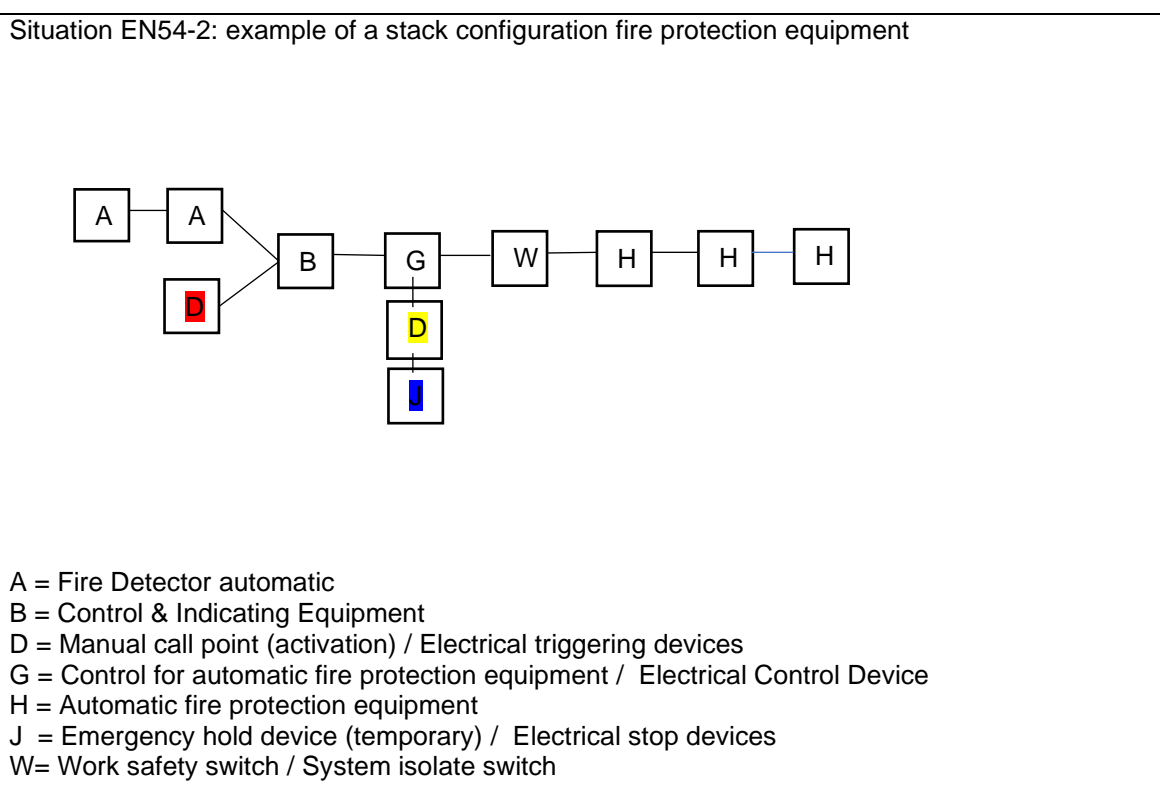 Situation EN54-2: example of a stack configuration fire protection equipment
A A
B G W H H H
D
D
J
A = Fire Detector automatic
B = Control & Indicating Equipment
D = Manual call point (activation) / Electrical triggering devices
G = Control for automatic fire protection equipment /  Electrical Control Device
H = Automatic fire protection equipment
J  = Emergency hold device (temporary) /  Electrical stop devices
W= Work safety switch / System isolate switch